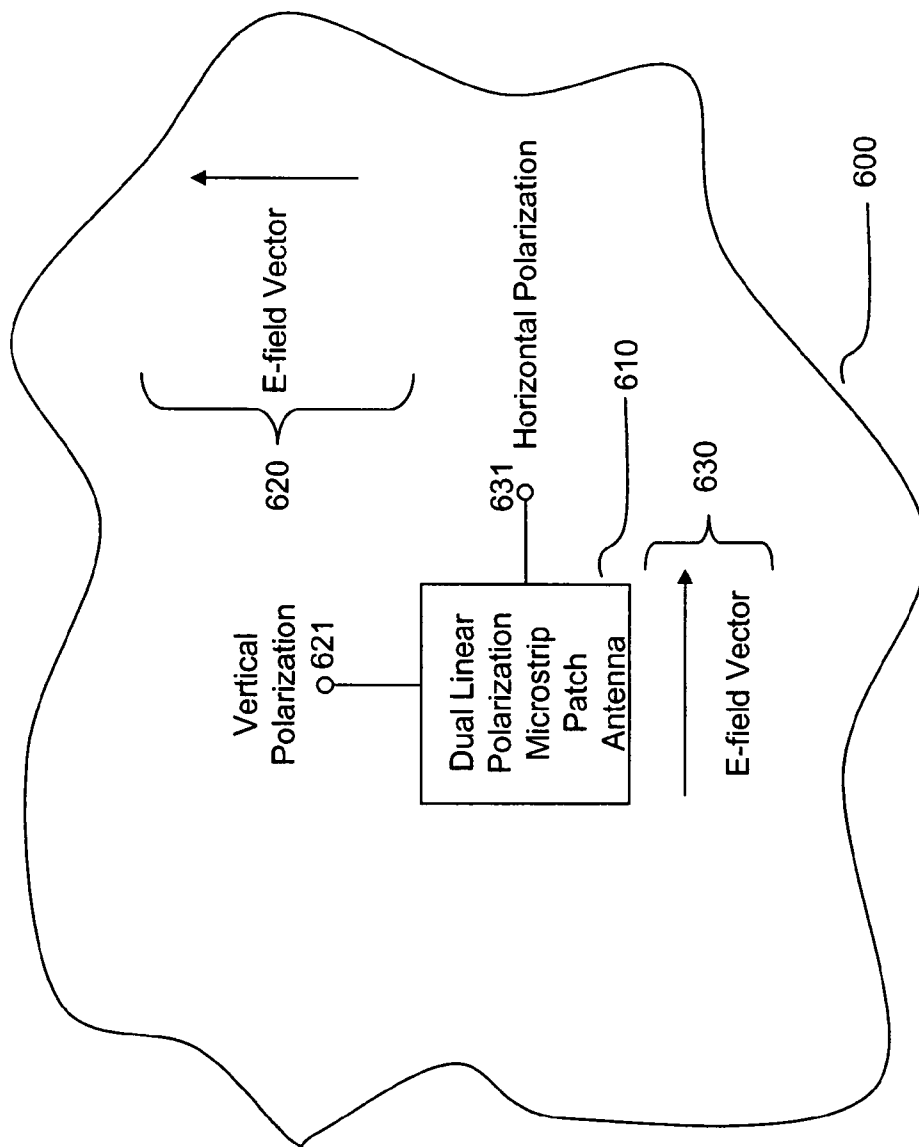 Vertical
Polarization
621
620
E-field Vector
Dual Linear
Polarization
Microstrip
Patch
Antenna
631
Horizontal Polarization
610
E-field Vector
630
600